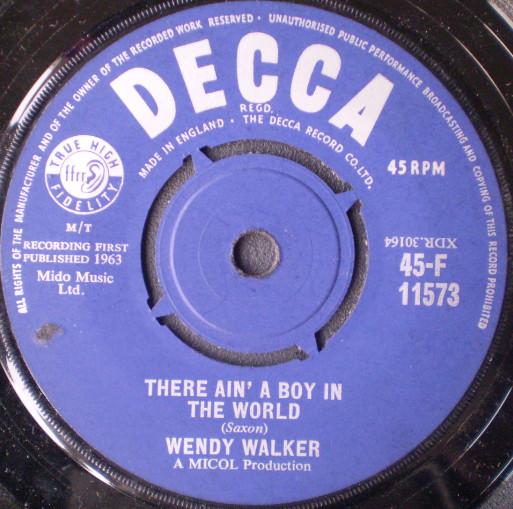 ALL RIGHTS OF THE MANUFACTURER AND OF THE OWNER OF THE RECORDED WORK RESERVED · UNAUTHORISED PUBLIC PERFORMANCE BROADCASTING AND COPYING OF THIS RECORD PROHIBITED
DECCA
REGD.
MADE IN ENGLAND · THE DECCA RECORD CO. LTD.
TRUE HIGH
ffrr
FIDELITY
45 RPM
M/T
RECORDING FIRST
PUBLISHED 1963
Mido Music
Ltd.
XDR.30164
45-F
11573
THERE AIN' A BOY IN
THE WORLD
(Saxon)
WENDY WALKER
A MICOL Production